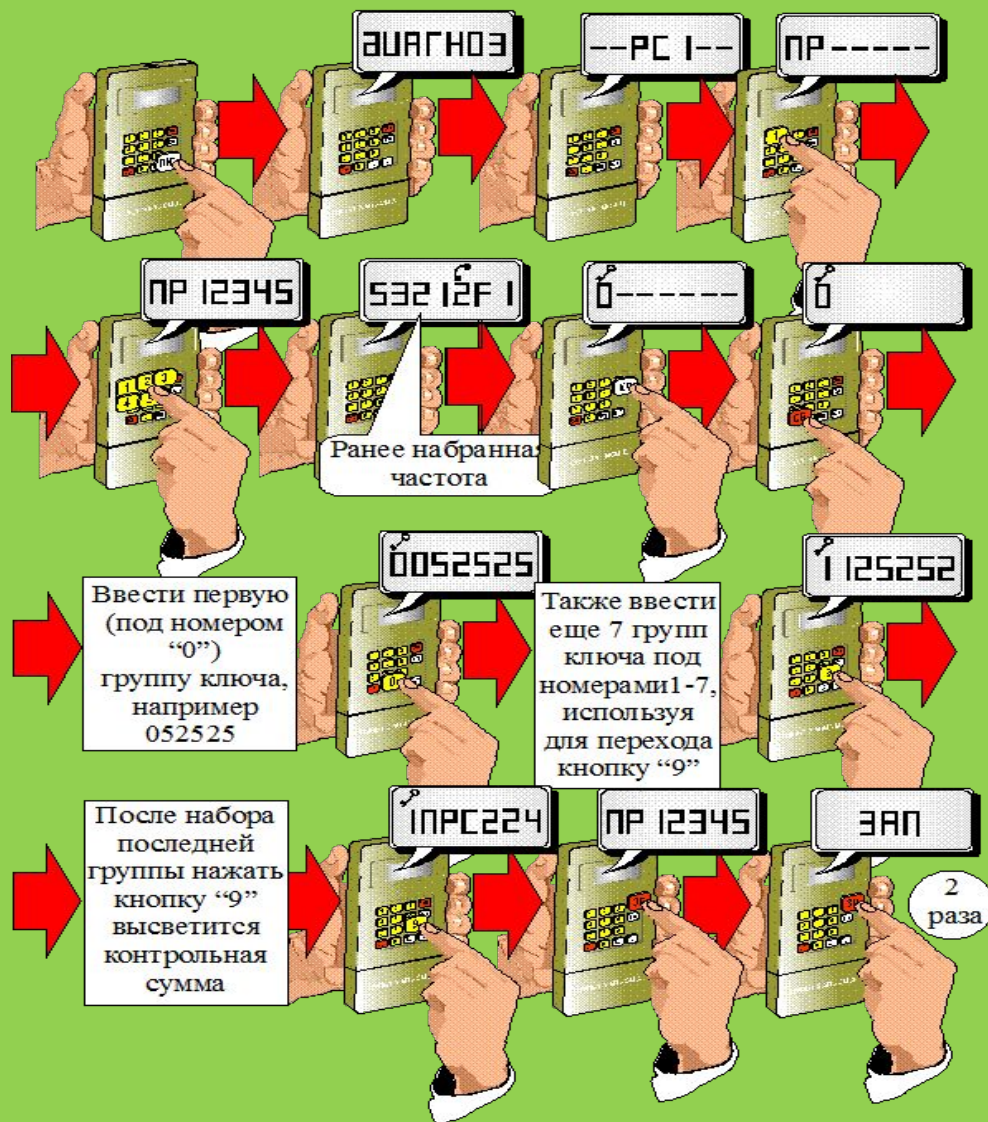 ДИАГНОЗ
--РС 1--
ПР-----
ПР 12345
53212F 1
0------
0
Ранее набранная
частота
Ввести первую
(под номером
“0”)
группу ключа,
например
052525
0052525
Также ввести
еще 7 групп
ключа под
номерами1-7,
используя
для перехода
кнопку “9”
1 125252
После набора
последней
группы нажать
кнопку “9”
высветится
контрольная
сумма
1ПРС224
ПР 12345
ЗАП
2
раза